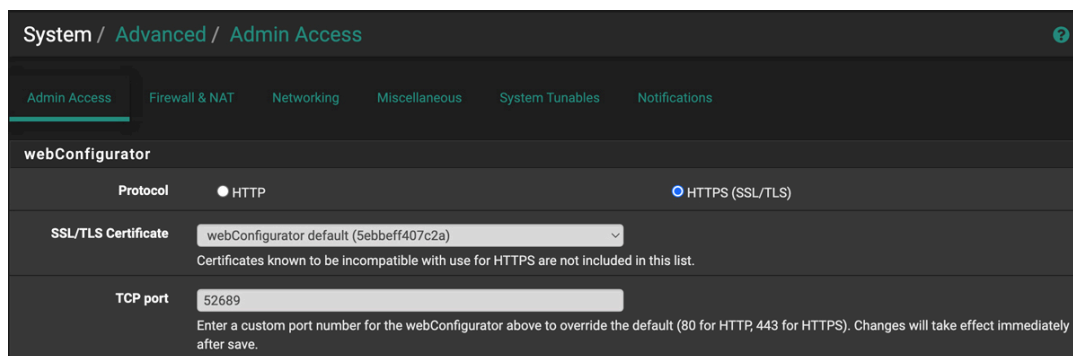 System / Advanced / Admin Access
Admin Access Firewall & NAT Networking Miscellaneous System Tunables Notifications
webConfigurator
Protocol HTTP HTTPS (SSL/TLS)
SSL/TLS Certificate webConfigurator default (5ebbeff407c2a)
Certificates known to be incompatible with use for HTTPS are not included in this list.
TCP port 52689
Enter a custom port number for the webConfigurator above to override the default (80 for HTTP, 443 for HTTPS). Changes will take effect immediately
after save.